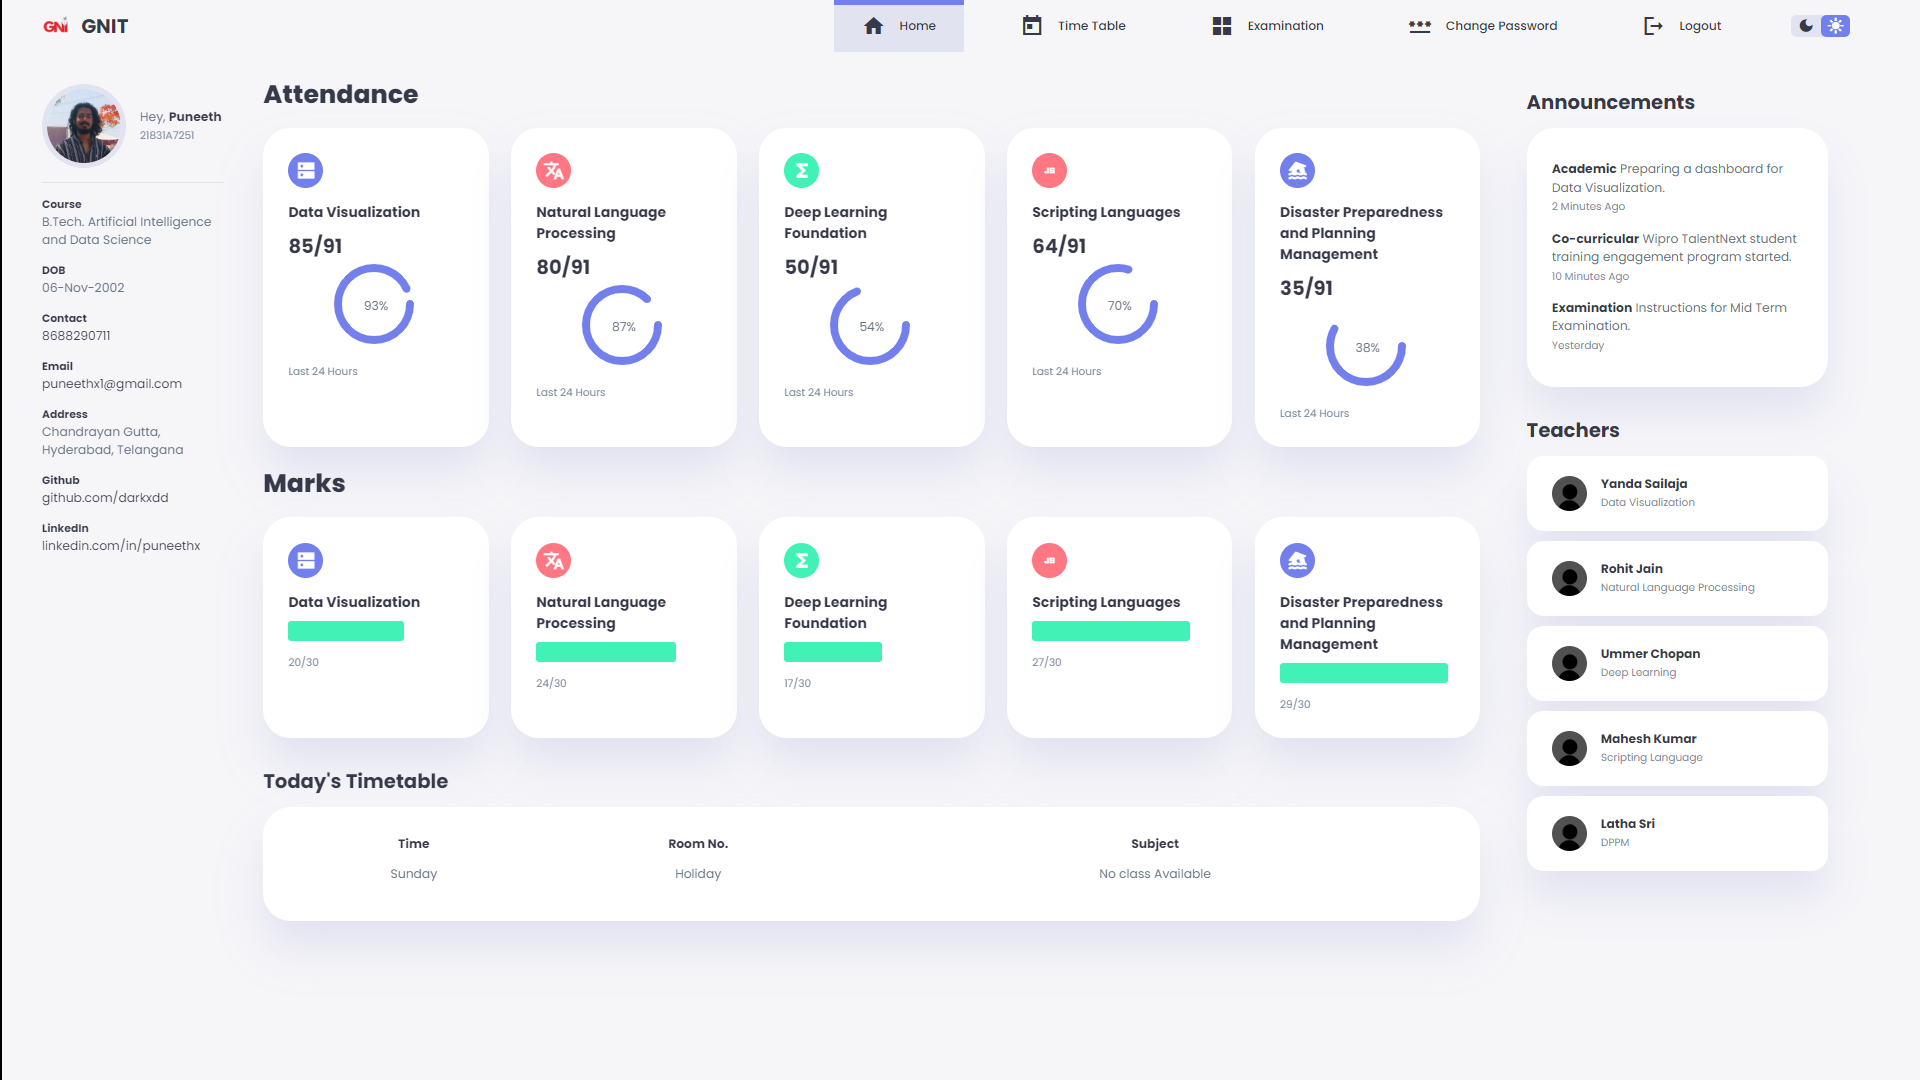 GNI GNIT
Home
Time Table
Examination
Change Password
Logout
Hey, Puneeth
21831A7251
Course
B.Tech. Artificial Intelligence
and Data Science
DOB
06-Nov-2002
Contact
8688290711
Email
puneethx1@gmail.com
Address
Chandrayan Gutta,
Hyderabad, Telangana
Github
github.com/darkxdd
LinkedIn
linkedin.com/in/puneethx
Attendance
Data Visualization
85/91
93%
Last 24 Hours
Natural Language
Processing
80/91
87%
Last 24 Hours
Deep Learning
Foundation
50/91
54%
Last 24 Hours
JS
Scripting Languages
64/91
70%
Last 24 Hours
Disaster Preparedness
and Planning
Management
35/91
38%
Last 24 Hours
Marks
Data Visualization
20/30
Natural Language
Processing
24/30
Deep Learning
Foundation
17/30
JS
Scripting Languages
27/30
Disaster Preparedness
and Planning
Management
29/30
Today's Timetable
Time Room No. Subject
Sunday Holiday No class Available
Announcements
Academic Preparing a dashboard for
Data Visualization.
2 Minutes Ago
Co-curricular Wipro TalentNext student
training engagement program started.
10 Minutes Ago
Examination Instructions for Mid Term
Examination.
Yesterday
Teachers
Yanda Sailaja
Data Visualization
Rohit Jain
Natural Language Processing
Ummer Chopan
Deep Learning
Mahesh Kumar
Scripting Language
Latha Sri
DPPM